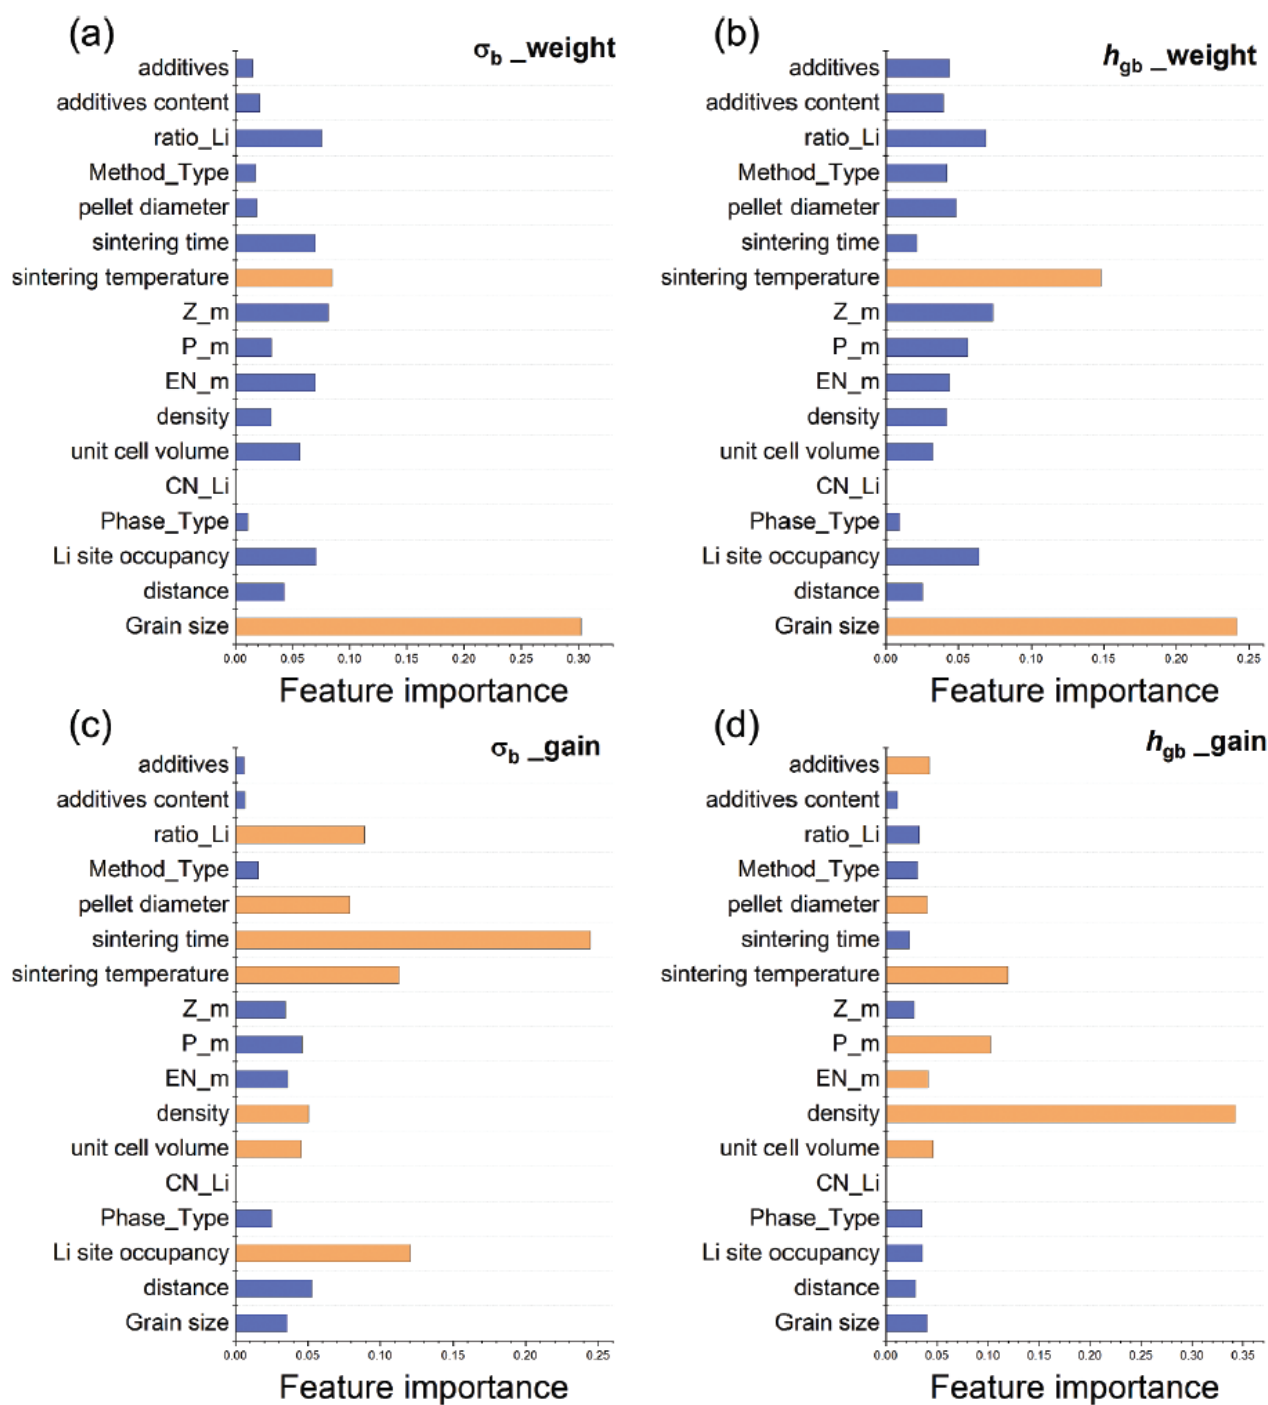 (a)
σb _weight
additives
additives content
ratio_Li
Method_Type
pellet diameter
sintering time
sintering temperature
Z_m
P_m
EN_m
density
unit cell volume
CN_Li
Phase_Type
Li site occupancy
distance
Grain size
0.00 0.05 0.10 0.15 0.20 0.25 0.30
Feature importance
(b)
hgb _weight
additives
additives content
ratio_Li
Method_Type
pellet diameter
sintering time
sintering temperature
Z_m
P_m
EN_m
density
unit cell volume
CN_Li
Phase_Type
Li site occupancy
distance
Grain size
0.00 0.05 0.10 0.15 0.20 0.25
Feature importance
(c)
σb _gain
additives
additives content
ratio_Li
Method_Type
pellet diameter
sintering time
sintering temperature
Z_m
P_m
EN_m
density
unit cell volume
CN_Li
Phase_Type
Li site occupancy
distance
Grain size
0.00 0.05 0.10 0.15 0.20 0.25
Feature importance
(d)
hgb _gain
additives
additives content
ratio_Li
Method_Type
pellet diameter
sintering time
sintering temperature
Z_m
P_m
EN_m
density
unit cell volume
CN_Li
Phase_Type
Li site occupancy
distance
Grain size
0.00 0.05 0.10 0.15 0.20 0.25 0.30 0.35
Feature importance